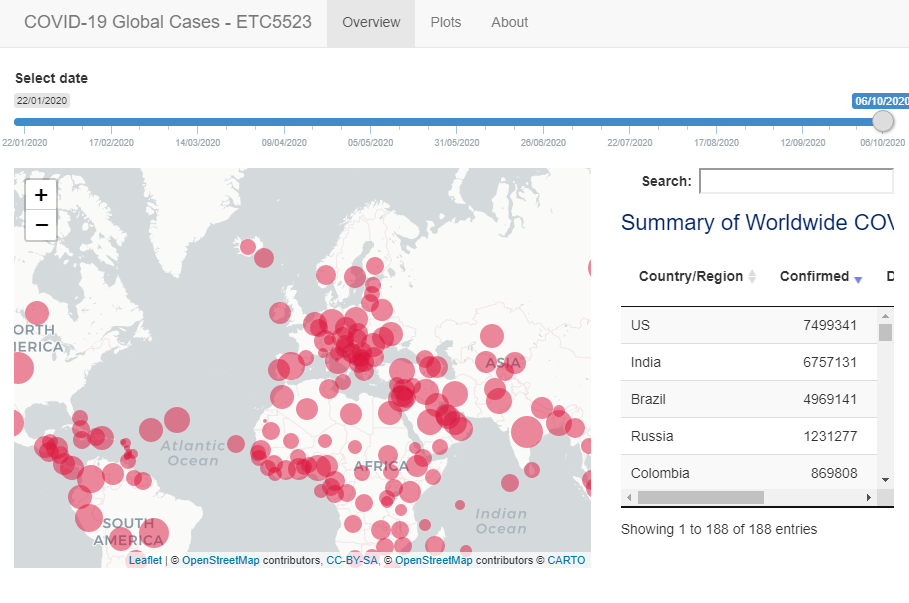 COVID-19 Global Cases - ETC5523 Overview Plots About
Select date
22/01/2020 06/10/2020
22/01/2020 17/02/2020 14/03/2020 09/04/2020 05/05/2020 31/05/2020 26/06/2020 22/07/2020 17/08/2020 12/09/2020 06/10/2020
+
−
Search:
Summary of Worldwide COV
Country/Region Confirmed D
US 7499341
India 6757131
Brazil 4969141
Russia 1231277
Colombia 869808
Showing 1 to 188 of 188 entries
ORTH
IERICA
ASIA
Atlantic
Ocean
AFRICA
Indian
Ocean
SOUTH
AMERICA
Leaflet | © OpenStreetMap contributors, CC-BY-SA, © OpenStreetMap contributors © CARTO